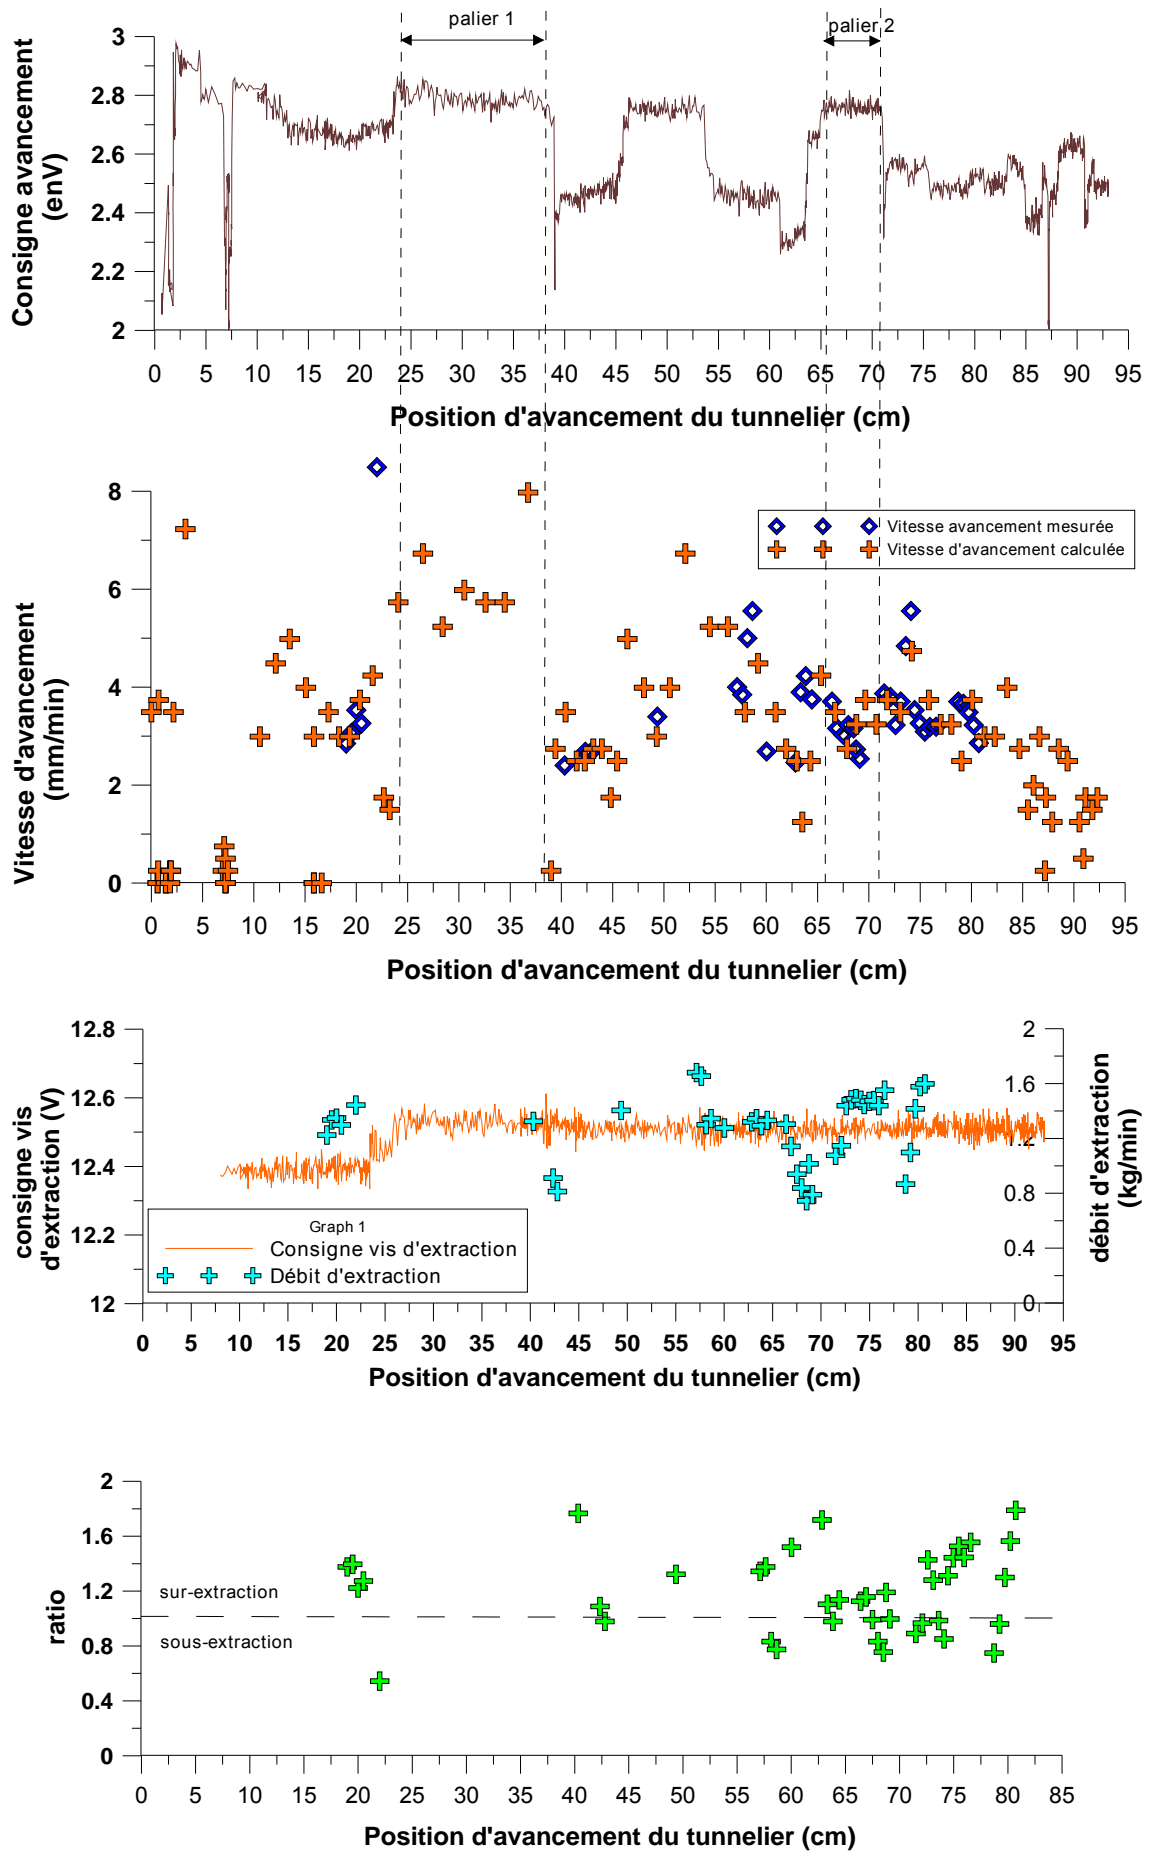 palier 1
palier 2
3
2.8
2.6
2.4
2.2
2
Consigne avancement
(enV)
0 5 10 15 20 25 30 35 40 45 50 55 60 65 70 75 80 85 90 95
Position d'avancement du tunnelier (cm)
8
6
4
2
0
Vitesse d'avancement
(mm/min)
Vitesse avancement mesurée
Vitesse d'avancement calculée
0 5 10 15 20 25 30 35 40 45 50 55 60 65 70 75 80 85 90 95
Position d'avancement du tunnelier (cm)
12.8
12.6
12.4
12.2
12
consigne vis
d'extraction (V)
2
1.6
1.2
0.8
0.4
0
débit d'extraction
(kg/min)
Graph 1
Consigne vis d'extraction
Débit d'extraction
0 5 10 15 20 25 30 35 40 45 50 55 60 65 70 75 80 85 90 95
Position d'avancement du tunnelier (cm)
2
1.6
1.2
0.8
0.4
0
ratio
sur-extraction
sous-extraction
0 5 10 15 20 25 30 35 40 45 50 55 60 65 70 75 80 85
Position d'avancement du tunnelier (cm)